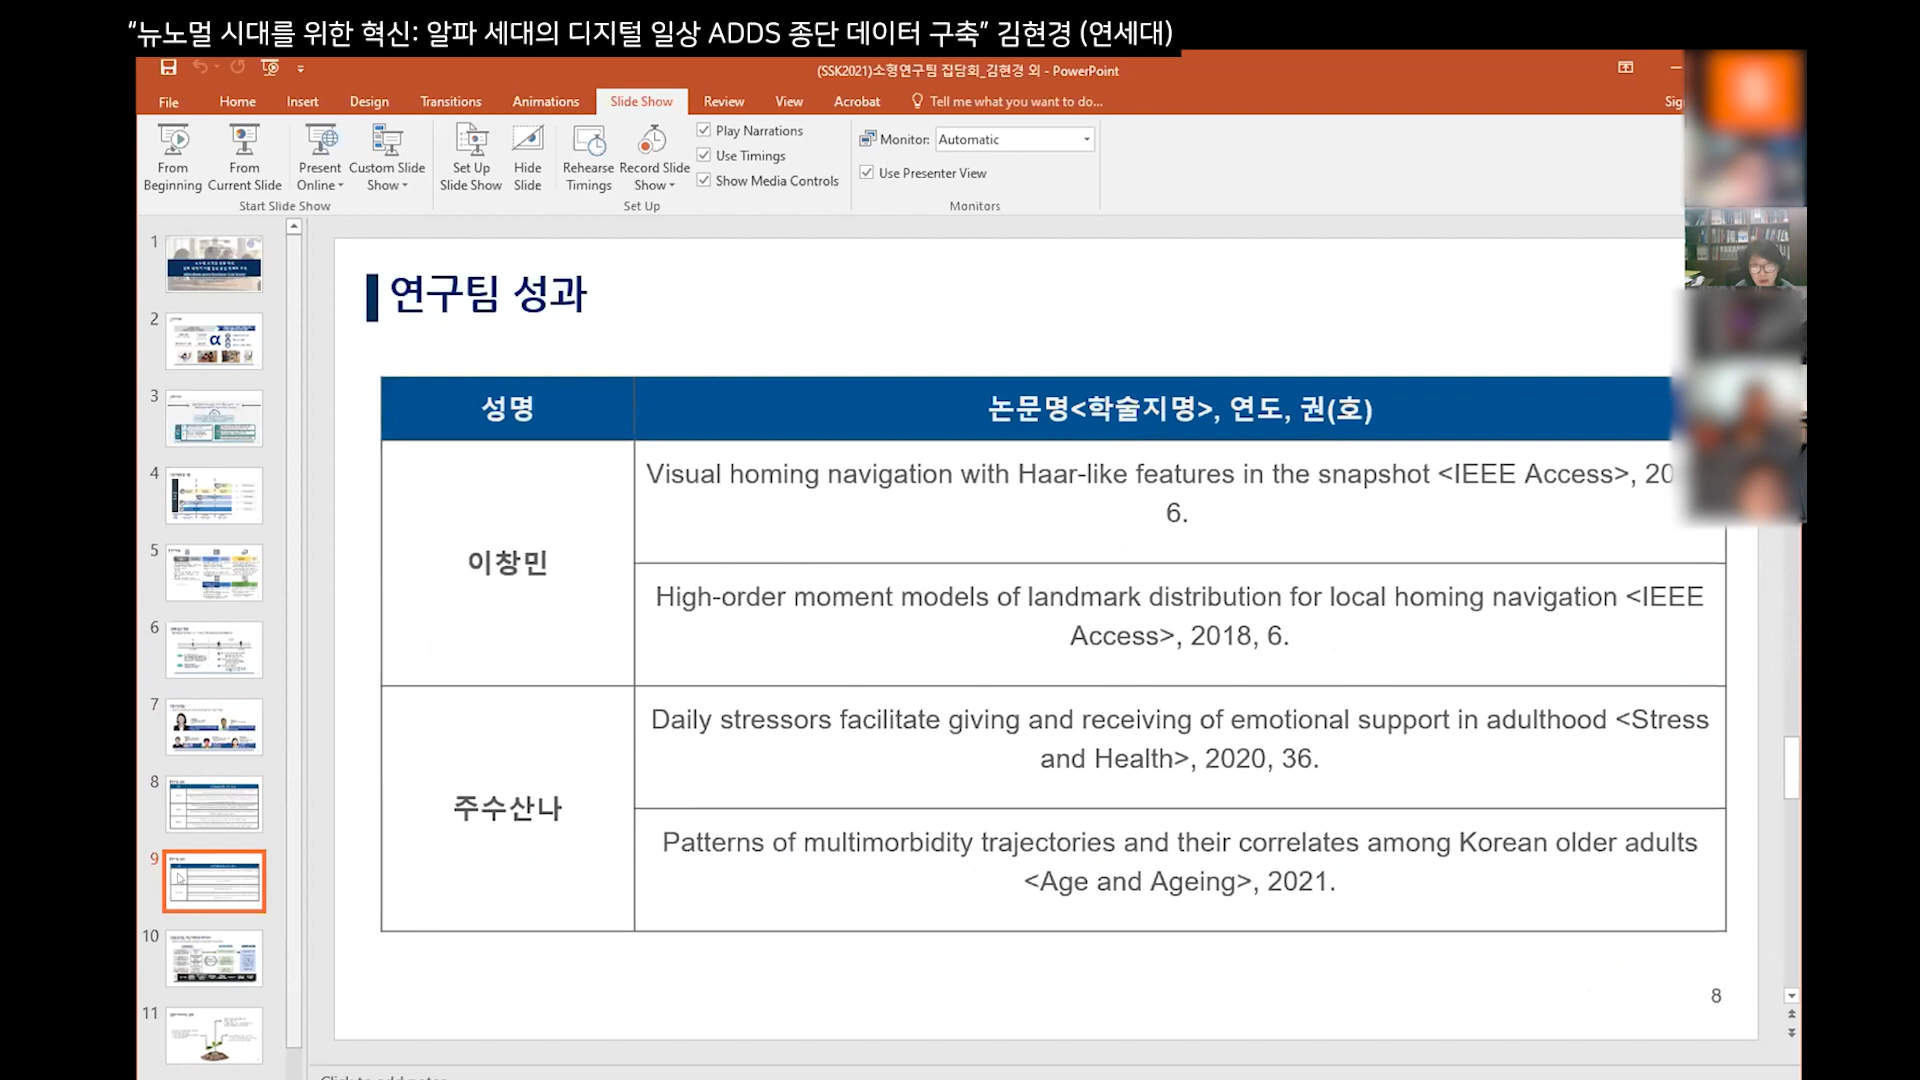 “뉴노멀 시대를 위한 혁신: 알파 세대의 디지털 일상 ADDS 종단 데이터 구축” 김현경 (연세대)
(SSK2021)소형연구팀 집담회_김현경 외 - PowerPoint
File Home Insert Design Transitions Animations Slide Show Review View Acrobat Tell me what you want to do...
From Beginning
From Current Slide
Present Online
Custom Slide Show
Set Up Slide Show
Hide Slide
Rehearse Timings
Record Slide Show
Play Narrations
Use Timings
Show Media Controls
Monitor: Automatic
Use Presenter View
Start Slide Show
Set Up
Monitors
1
2
3
4
5
6
7
8
9
10
11
연구팀 성과
성명
논문명<학술지명>, 연도, 권(호)
이창민
Visual homing navigation with Haar-like features in the snapshot <IEEE Access>, 20
6.
High-order moment models of landmark distribution for local homing navigation <IEEE
Access>, 2018, 6.
주수산나
Daily stressors facilitate giving and receiving of emotional support in adulthood <Stress
and Health>, 2020, 36.
Patterns of multimorbidity trajectories and their correlates among Korean older adults
<Age and Ageing>, 2021.
8